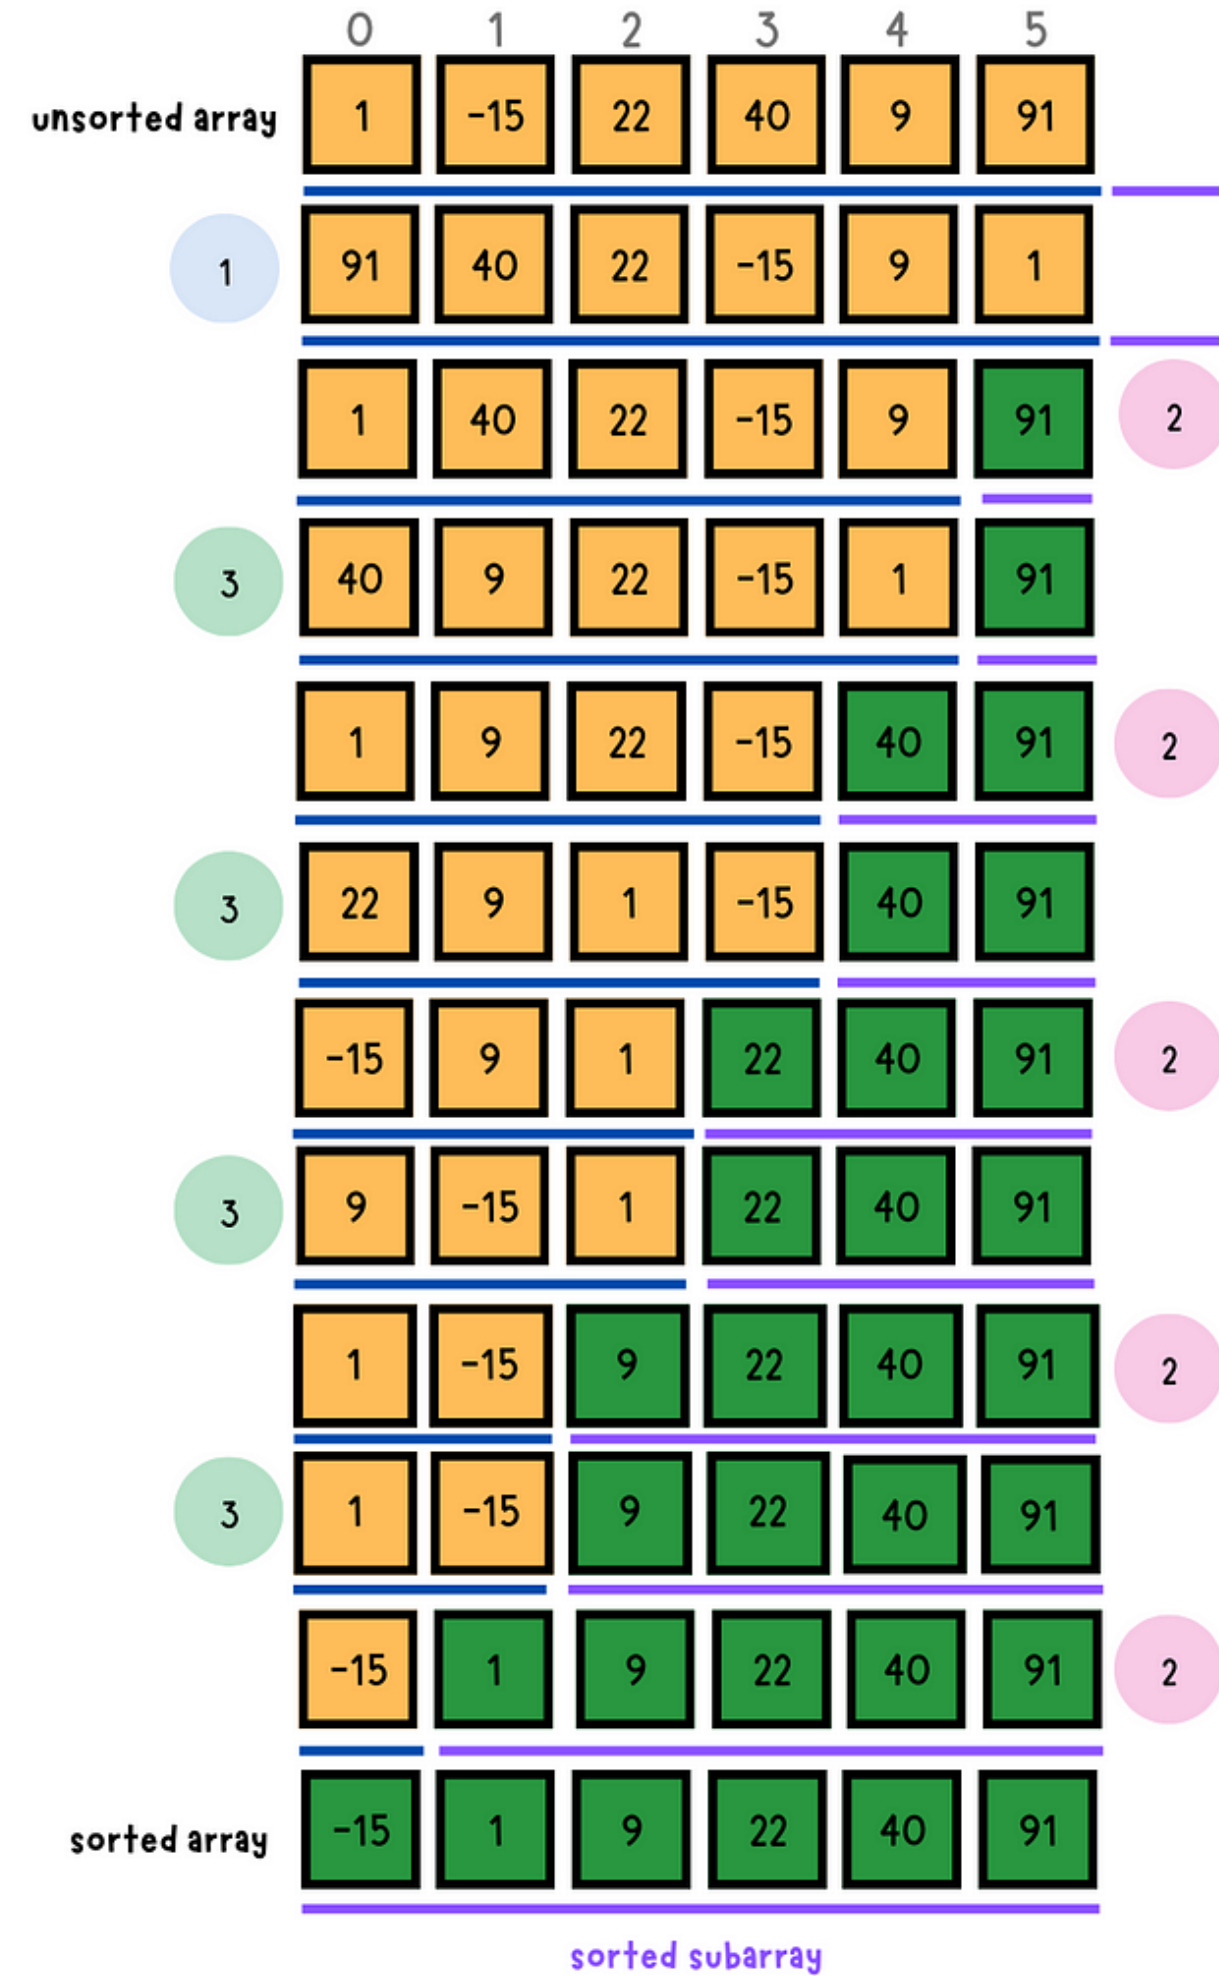 0 1 2 3 4 5
unsorted array 1 -15 22 40 9 91
1 91 40 22 -15 9 1
1 40 22 -15 9 91 2
3 40 9 22 -15 1 91
1 9 22 -15 40 91 2
3 22 9 1 -15 40 91
-15 9 1 22 40 91 2
3 9 -15 1 22 40 91
1 -15 9 22 40 91 2
3 1 -15 9 22 40 91
-15 1 9 22 40 91 2
sorted array -15 1 9 22 40 91
sorted subarray